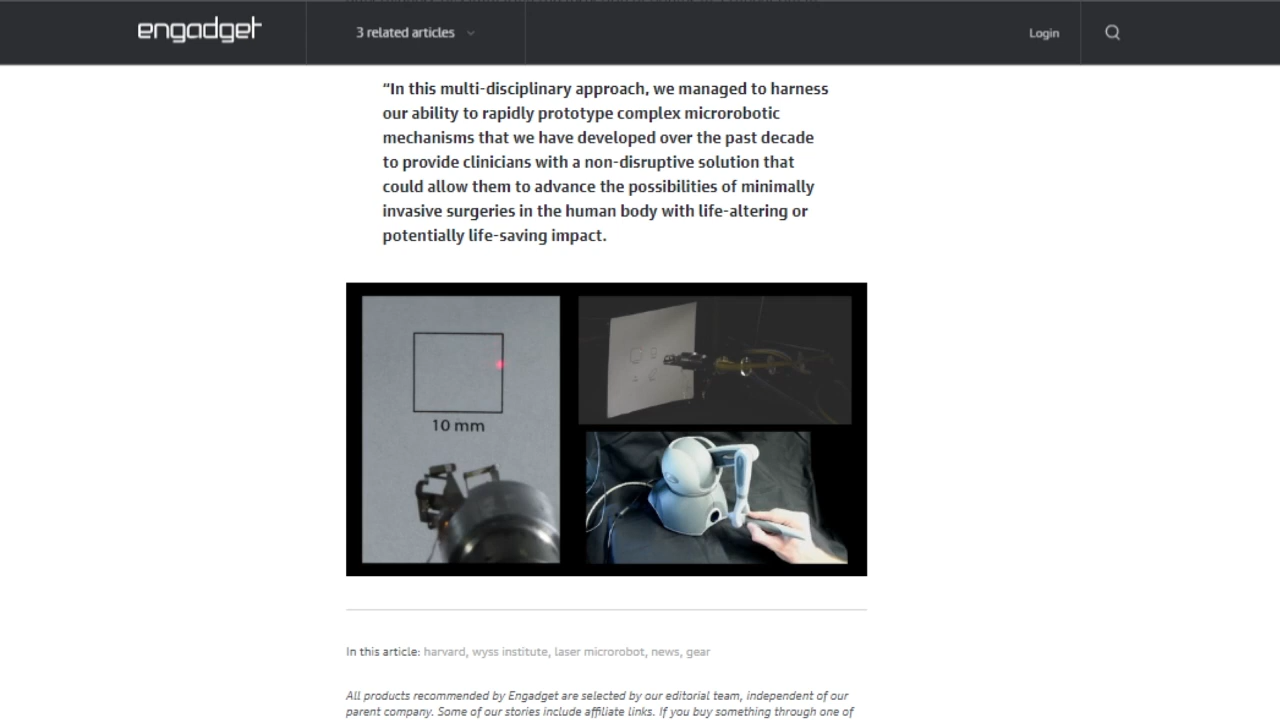 engadget
3 related articles
Login
“In this multi-disciplinary approach, we managed to harness
our ability to rapidly prototype complex microrobotic
mechanisms that we have developed over the past decade
to provide clinicians with a non-disruptive solution that
could allow them to advance the possibilities of minimally
invasive surgeries in the human body with life-altering or
potentially life-saving impact.
10 mm
In this article: harvard, wyss institute, laser microrobot, news, gear
All products recommended by Engadget are selected by our editorial team, independent of our
parent company. Some of our stories include affiliate links. If you buy something through one of